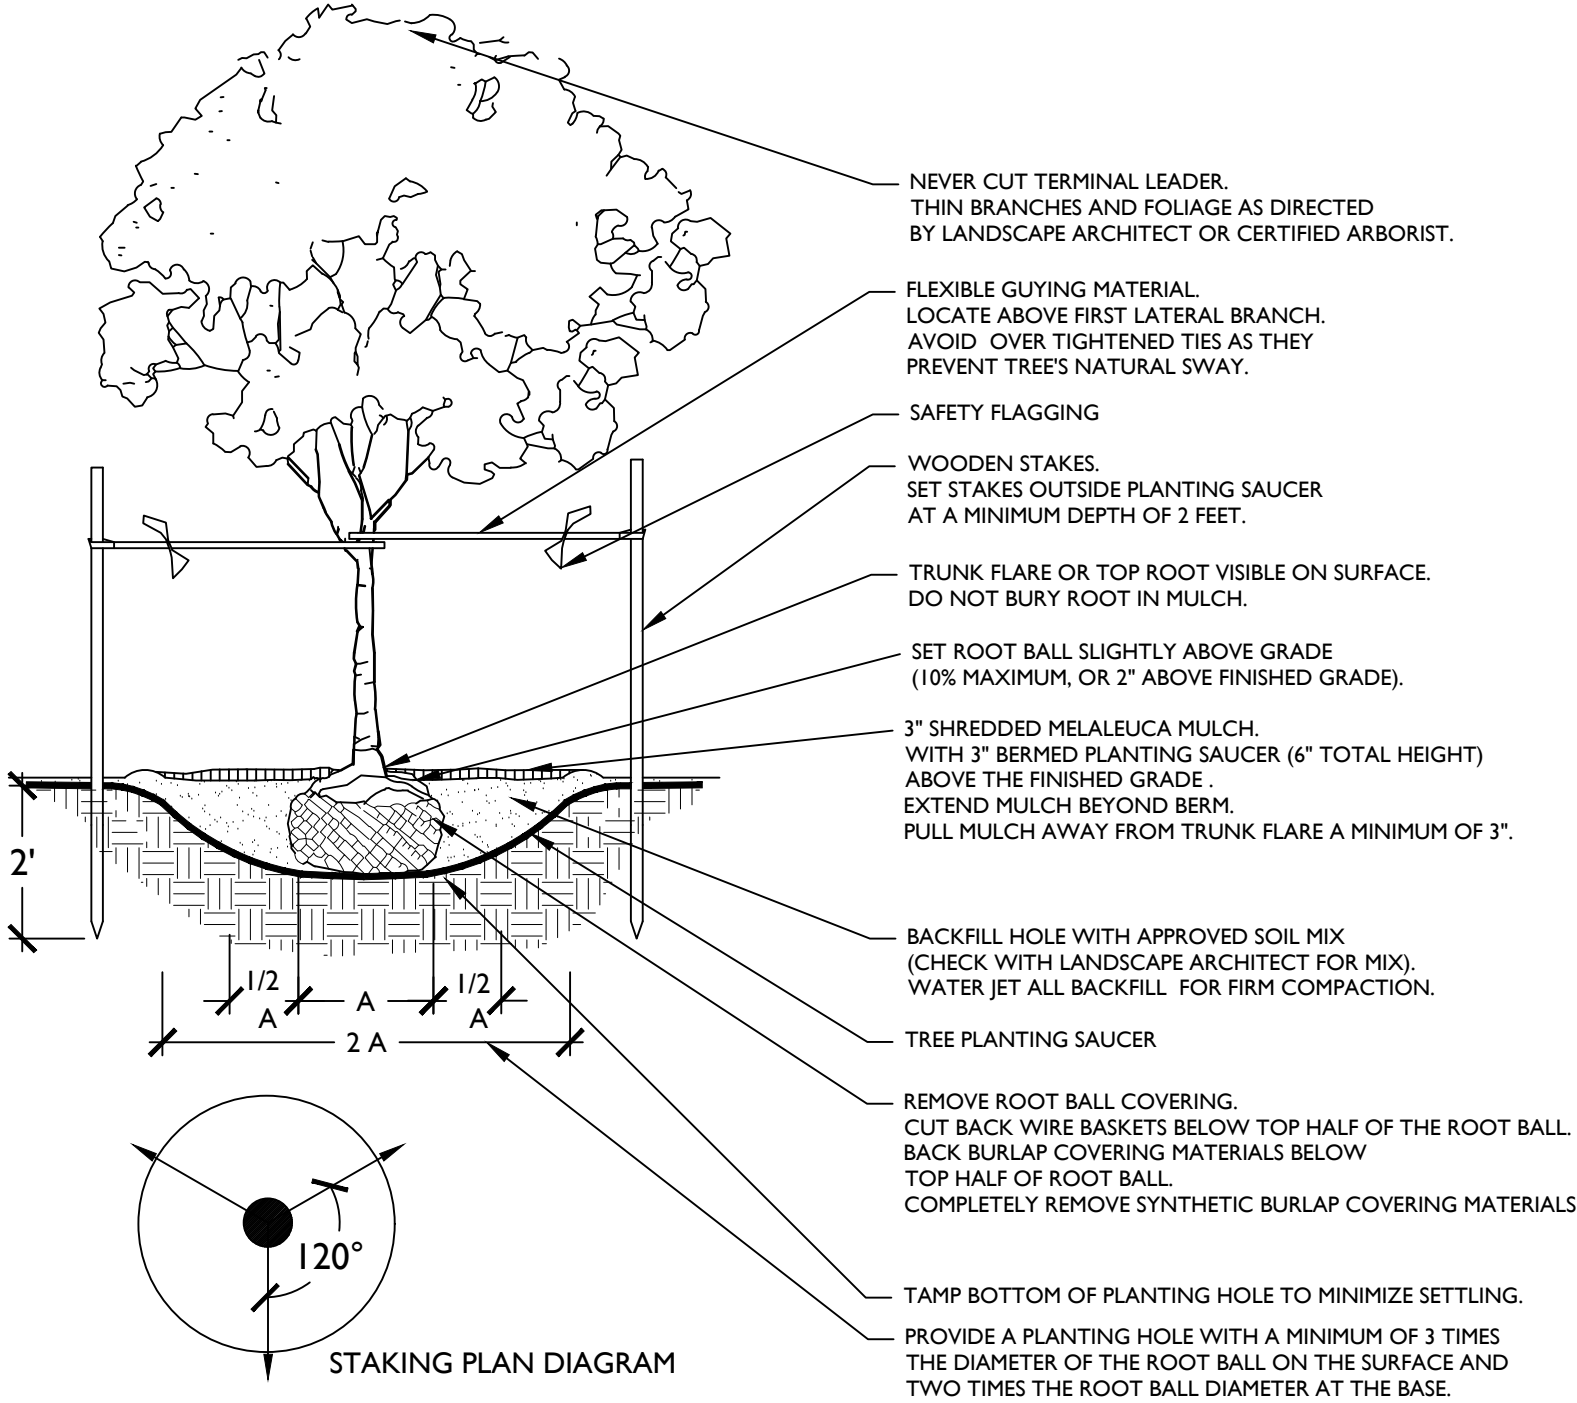 NEVER CUT TERMINAL LEADER.
THIN BRANCHES AND FOLIAGE AS DIRECTED
BY LANDSCAPE ARCHITECT OR CERTIFIED ARBORIST.
FLEXIBLE GUYING MATERIAL.
LOCATE ABOVE FIRST LATERAL BRANCH.
AVOID OVER TIGHTENED TIES AS THEY
PREVENT TREE'S NATURAL SWAY.
SAFETY FLAGGING
WOODEN STAKES.
SET STAKES OUTSIDE PLANTING SAUCER
AT A MINIMUM DEPTH OF 2 FEET.
TRUNK FLARE OR TOP ROOT VISIBLE ON SURFACE.
DO NOT BURY ROOT IN MULCH.
SET ROOT BALL SLIGHTLY ABOVE GRADE
(10% MAXIMUM, OR 2" ABOVE FINISHED GRADE).
3" SHREDDED MELALEUCA MULCH.
WITH 3" BERMED PLANTING SAUCER (6" TOTAL HEIGHT)
ABOVE THE FINISHED GRADE .
EXTEND MULCH BEYOND BERM.
PULL MULCH AWAY FROM TRUNK FLARE A MINIMUM OF 3".
BACKFILL HOLE WITH APPROVED SOIL MIX
(CHECK WITH LANDSCAPE ARCHITECT FOR MIX).
WATER JET ALL BACKFILL FOR FIRM COMPACTION.
TREE PLANTING SAUCER
REMOVE ROOT BALL COVERING.
CUT BACK WIRE BASKETS BELOW TOP HALF OF THE ROOT BALL.
BACK BURLAP COVERING MATERIALS BELOW
TOP HALF OF ROOT BALL.
COMPLETELY REMOVE SYNTHETIC BURLAP COVERING MATERIALS
TAMP BOTTOM OF PLANTING HOLE TO MINIMIZE SETTLING.
PROVIDE A PLANTING HOLE WITH A MINIMUM OF 3 TIMES
THE DIAMETER OF THE ROOT BALL ON THE SURFACE AND
TWO TIMES THE ROOT BALL DIAMETER AT THE BASE.
2'
1/2 A
A
1/2 A
2 A
120°
STAKING PLAN DIAGRAM